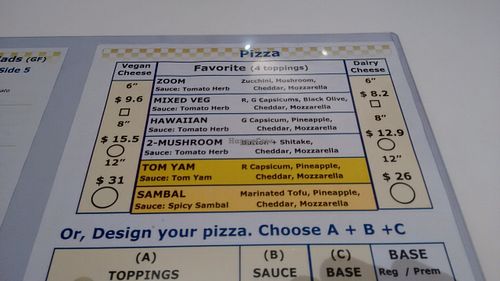 ads (GF)
Side 5
Pizza
Vegan
Cheese
Favorite (4 toppings)
Dairy
Cheese
6"
$ 9.6
8"
$ 15.5
12"
$ 31
ZOOM Zucchini, Mushroom,
Sauce: Tomato Herb Cheddar, Mozzarella
MIXED VEG R, G Capsicums, Black Olive,
Sauce: Tomato Herb Cheddar, Mozzarella
HAWAIIAN G Capsicum, Pineapple,
Sauce: Tomato Herb Cheddar, Mozzarella
2-MUSHROOM Button + Shitake,
Sauce: Tomato Herb Cheddar, Mozzarella
TOM YAM R Capsicum, Pineapple,
Sauce: Tom Yam Cheddar, Mozzarella
SAMBAL Marinated Tofu, Pineapple,
Sauce: Spicy Sambal Cheddar, Mozzarella
6"
$ 8.2
8"
$ 12.9
12"
$ 26
Or, Design your pizza. Choose A + B +C
(A) (B) (C) BASE
TOPPINGS SAUCE BASE Reg / Prem